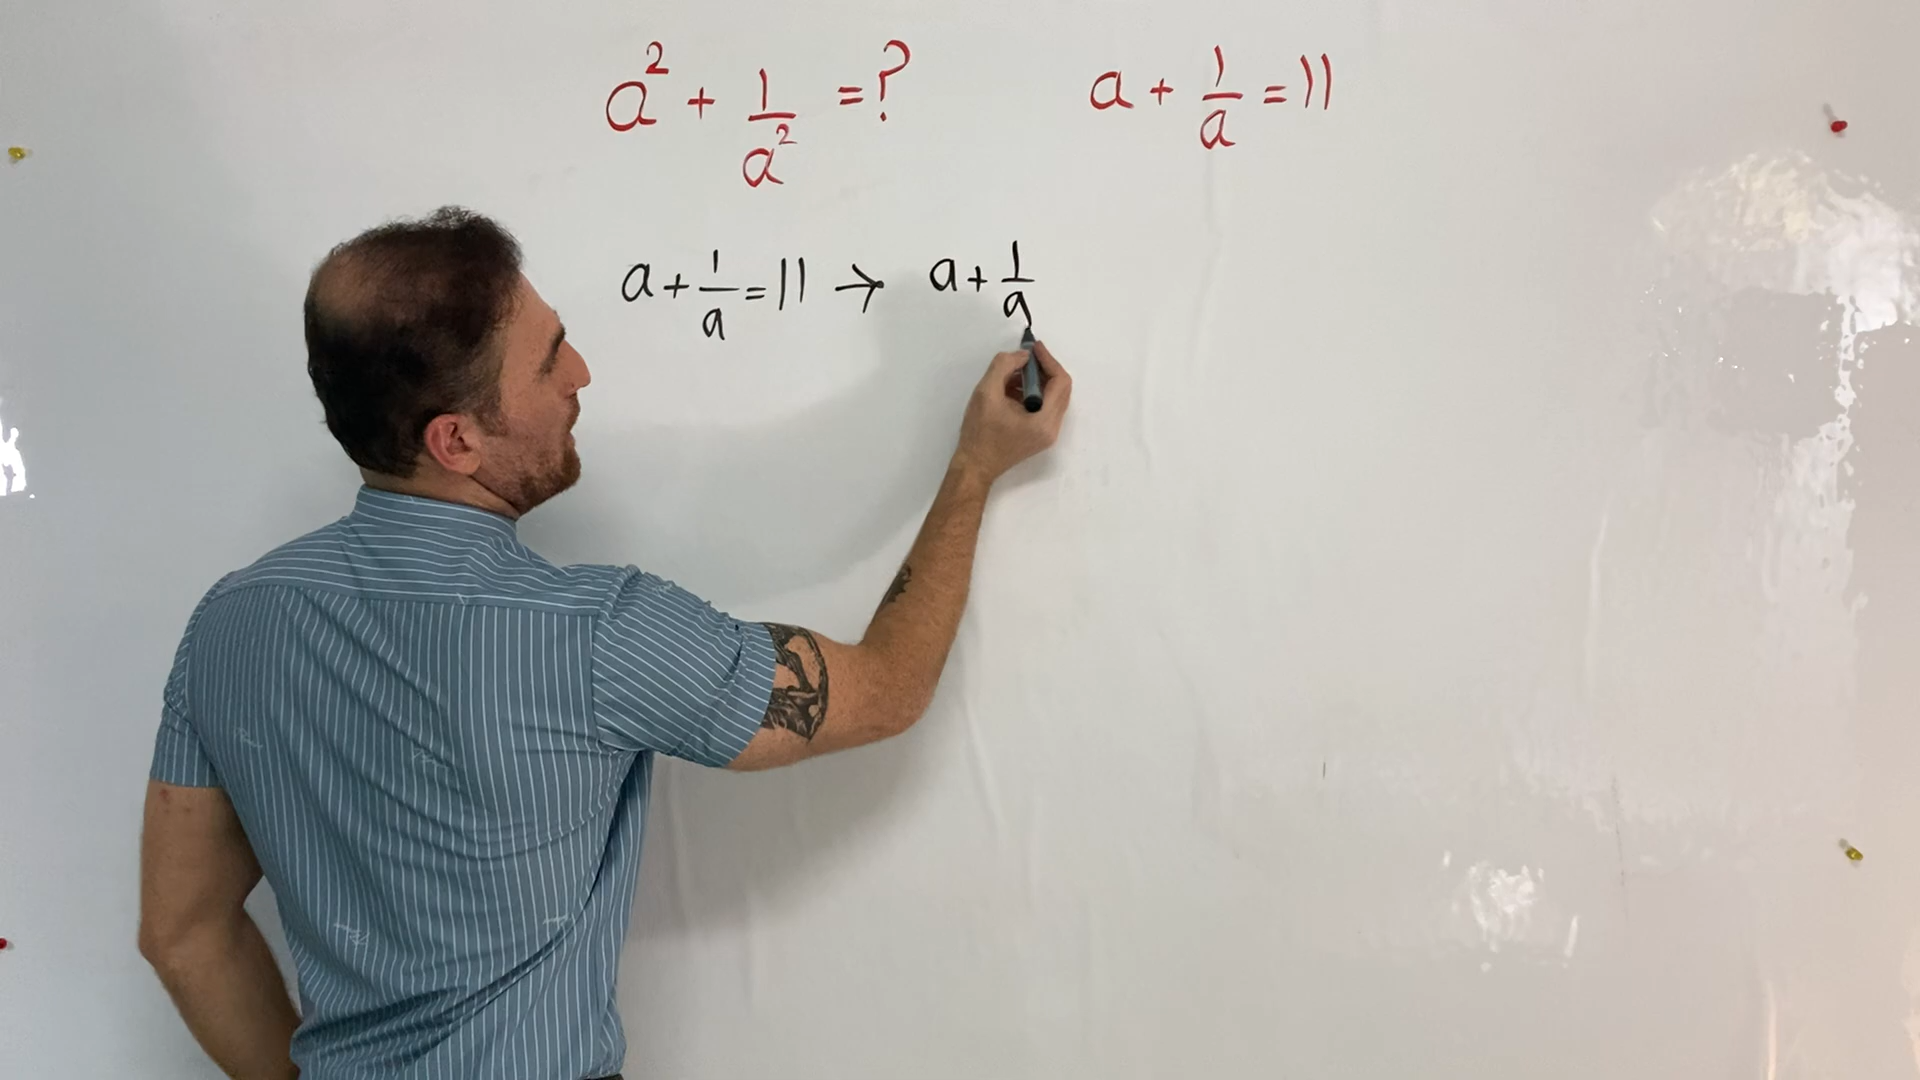 a² + 1/a² = ? a + 1/a = 11
a + 1/a = 11 → a + 1/a